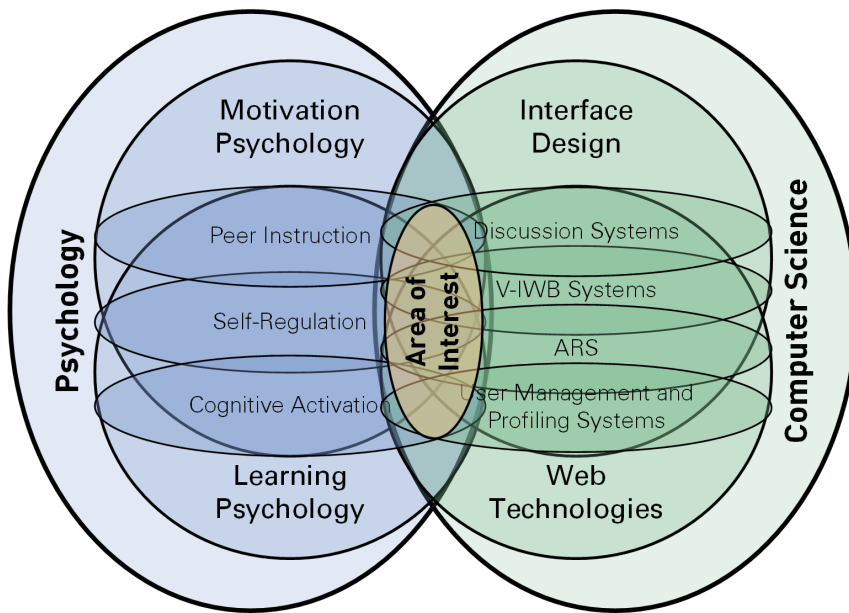 Motivation
Psychology
Interface
Design
Psychology
Peer Instruction
Self-Regulation
Cognitive Activation
Area of
Interest
Discussion Systems
V-IWB Systems
ARS
User Management and
Profiling Systems
Computer Science
Learning
Psychology
Web
Technologies